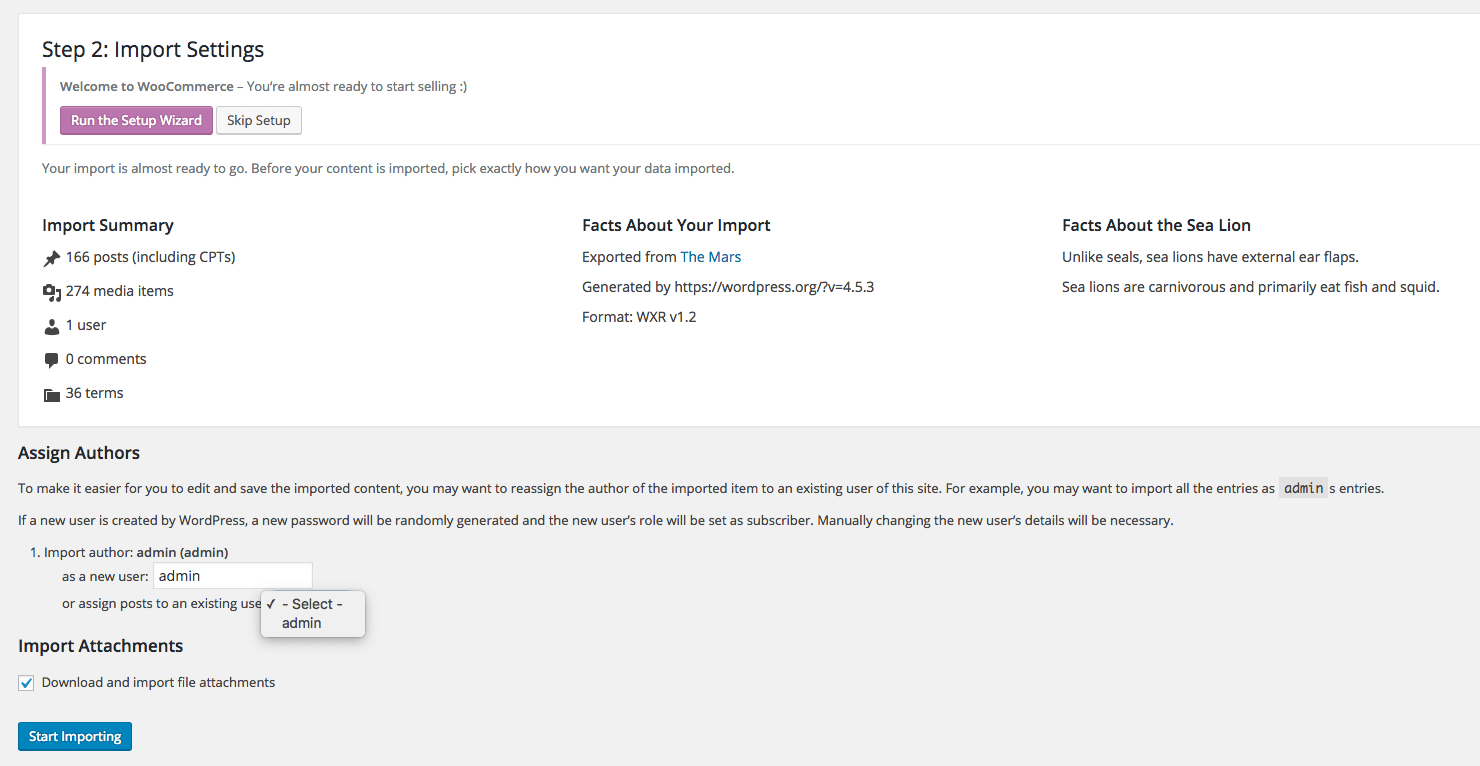 Step 2: Import Settings
Welcome to WooCommerce – You're almost ready to start selling :)
Run the Setup Wizard
Skip Setup
Your import is almost ready to go. Before your content is imported, pick exactly how you want your data imported.
Import Summary
166 posts (including CPTs)
274 media items
1 user
0 comments
36 terms
Facts About Your Import
Exported from The Mars
Generated by https://wordpress.org/?v=4.5.3
Format: WXR v1.2
Facts About the Sea Lion
Unlike seals, sea lions have external ear flaps.
Sea lions are carnivorous and primarily eat fish and squid.
Assign Authors
To make it easier for you to edit and save the imported content, you may want to reassign the author of the imported item to an existing user of this site. For example, you may want to import all the entries as admin s entries.
If a new user is created by WordPress, a new password will be randomly generated and the new user's role will be set as subscriber. Manually changing the new user's details will be necessary.
1. Import author: admin (admin)
as a new user: admin
or assign posts to an existing use ✓ - Select -
admin
Import Attachments
Download and import file attachments
Start Importing